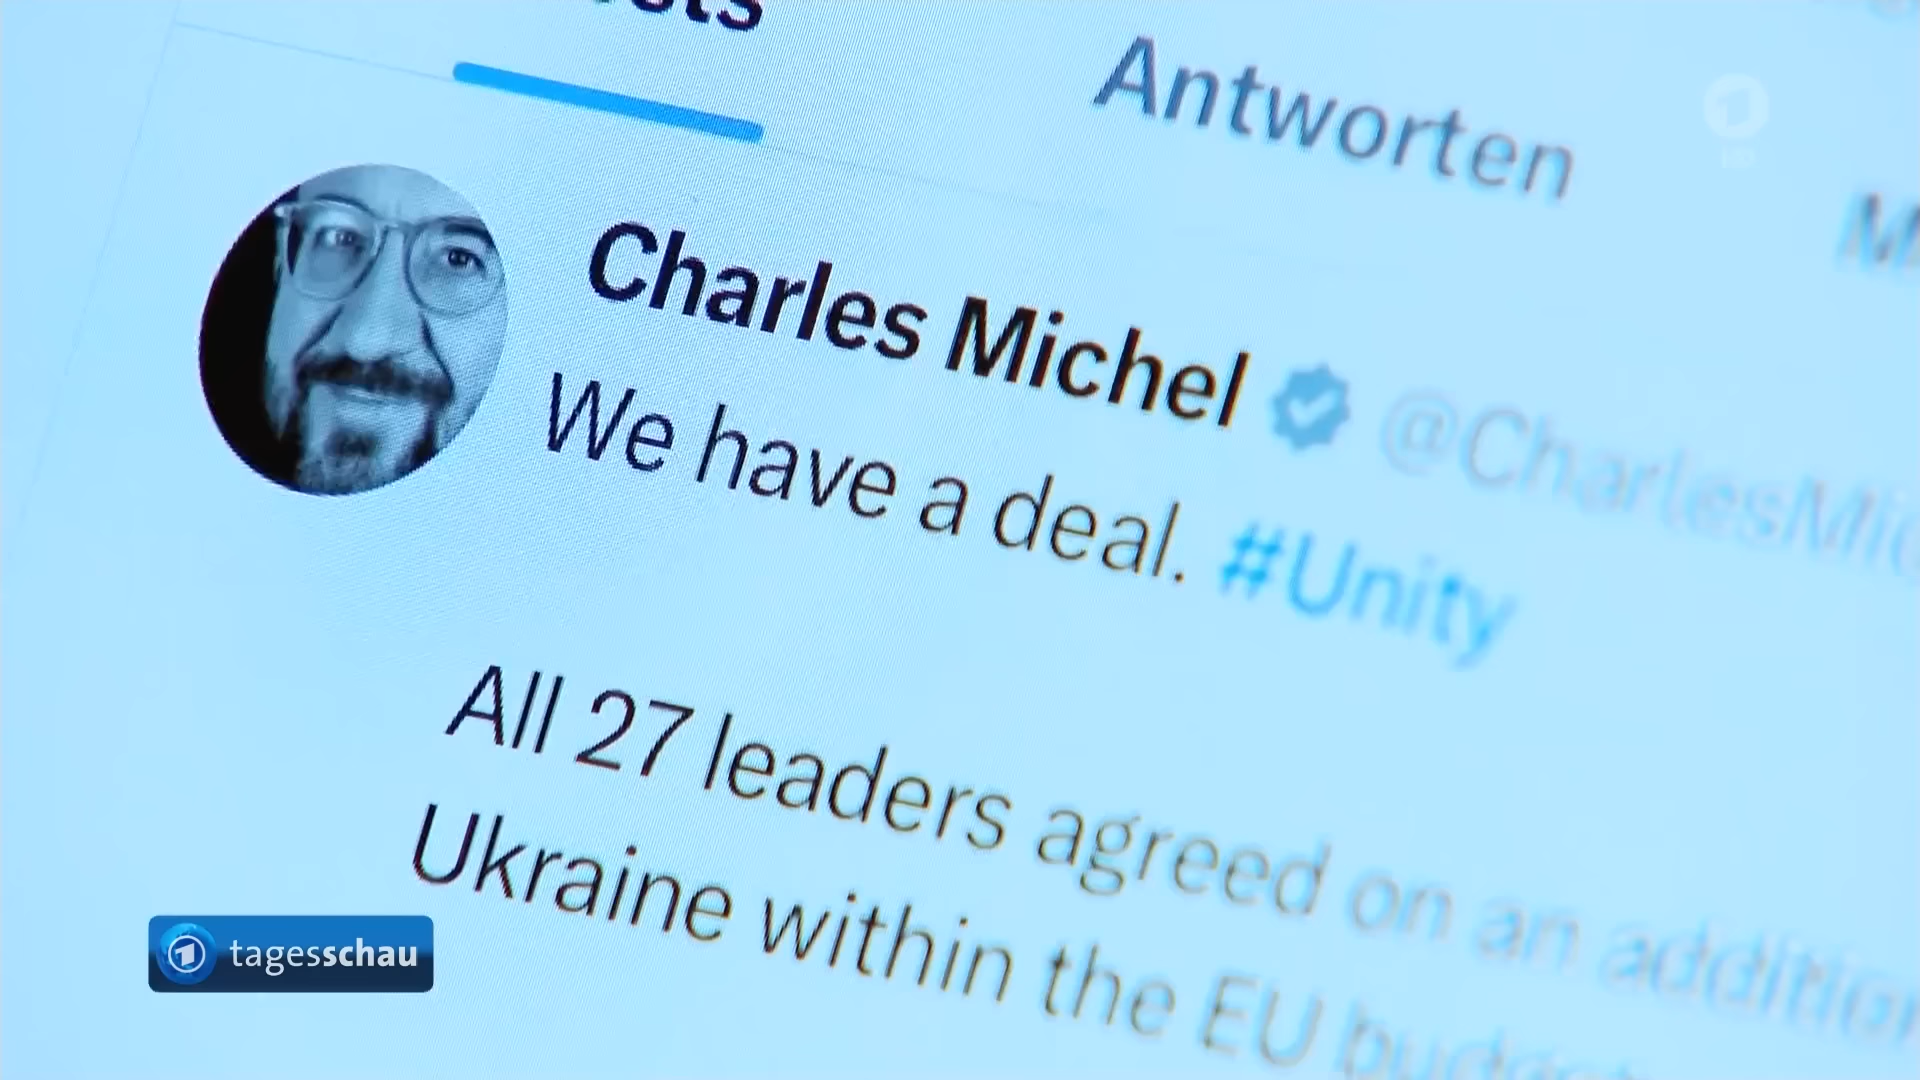 Antworten
Charles Michel @CharlesMic
We have a deal. #Unity
All 27 leaders agreed on an addition
Ukraine within the EU budget
tagesschau